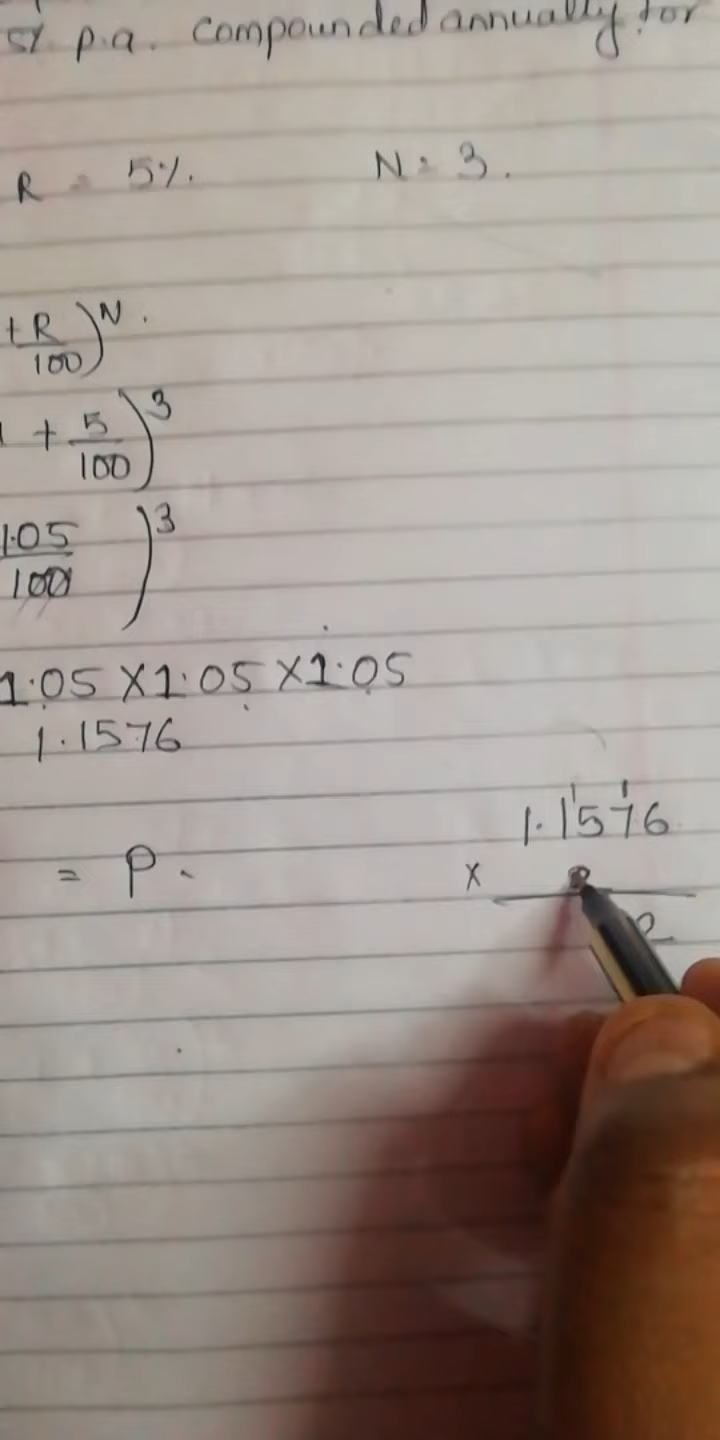 5% p.a. compounded annually for
R = 5%. N = 3.
+ R/100)^N.
+ 5/100)^3
1.05/100)^3
1.05 X 1.05 X 1.05
1.1576
1.1576
= P.
X
2